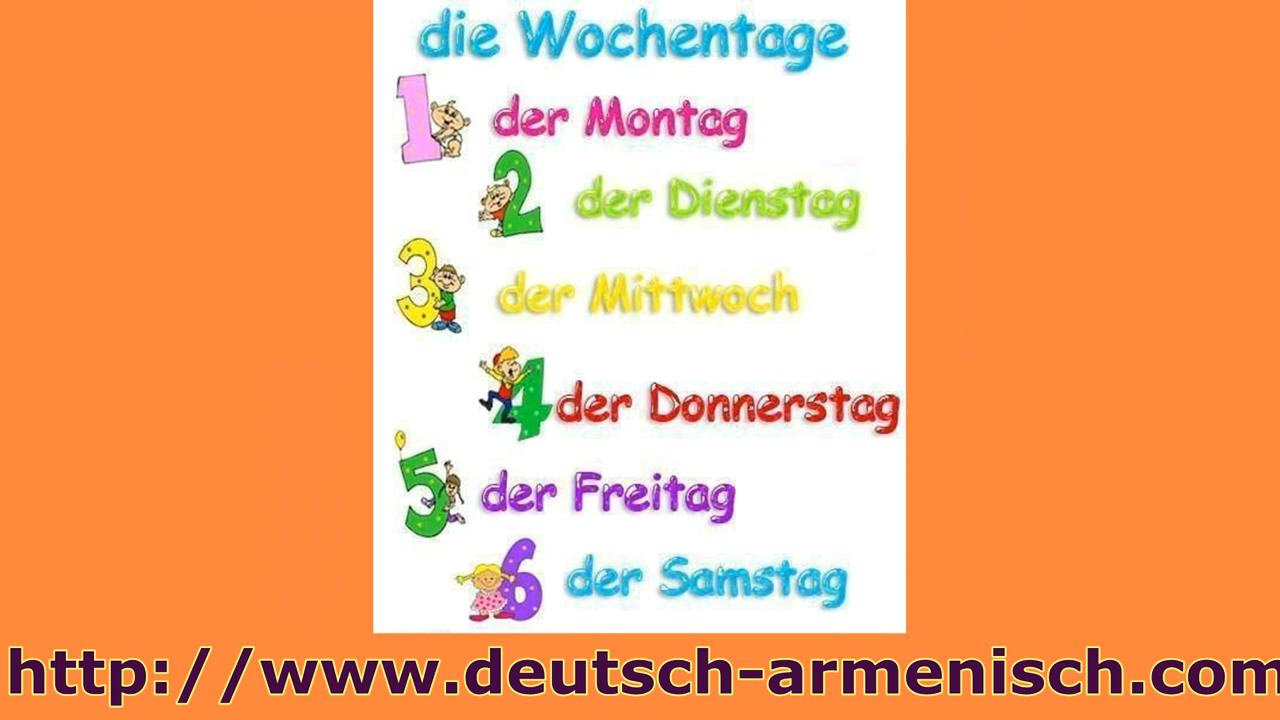 die Wochentage
1 der Montag
2 der Dienstag
3 der Mittwoch
4 der Donnerstag
5 der Freitag
6 der Samstag
http://www.deutsch-armenisch.com